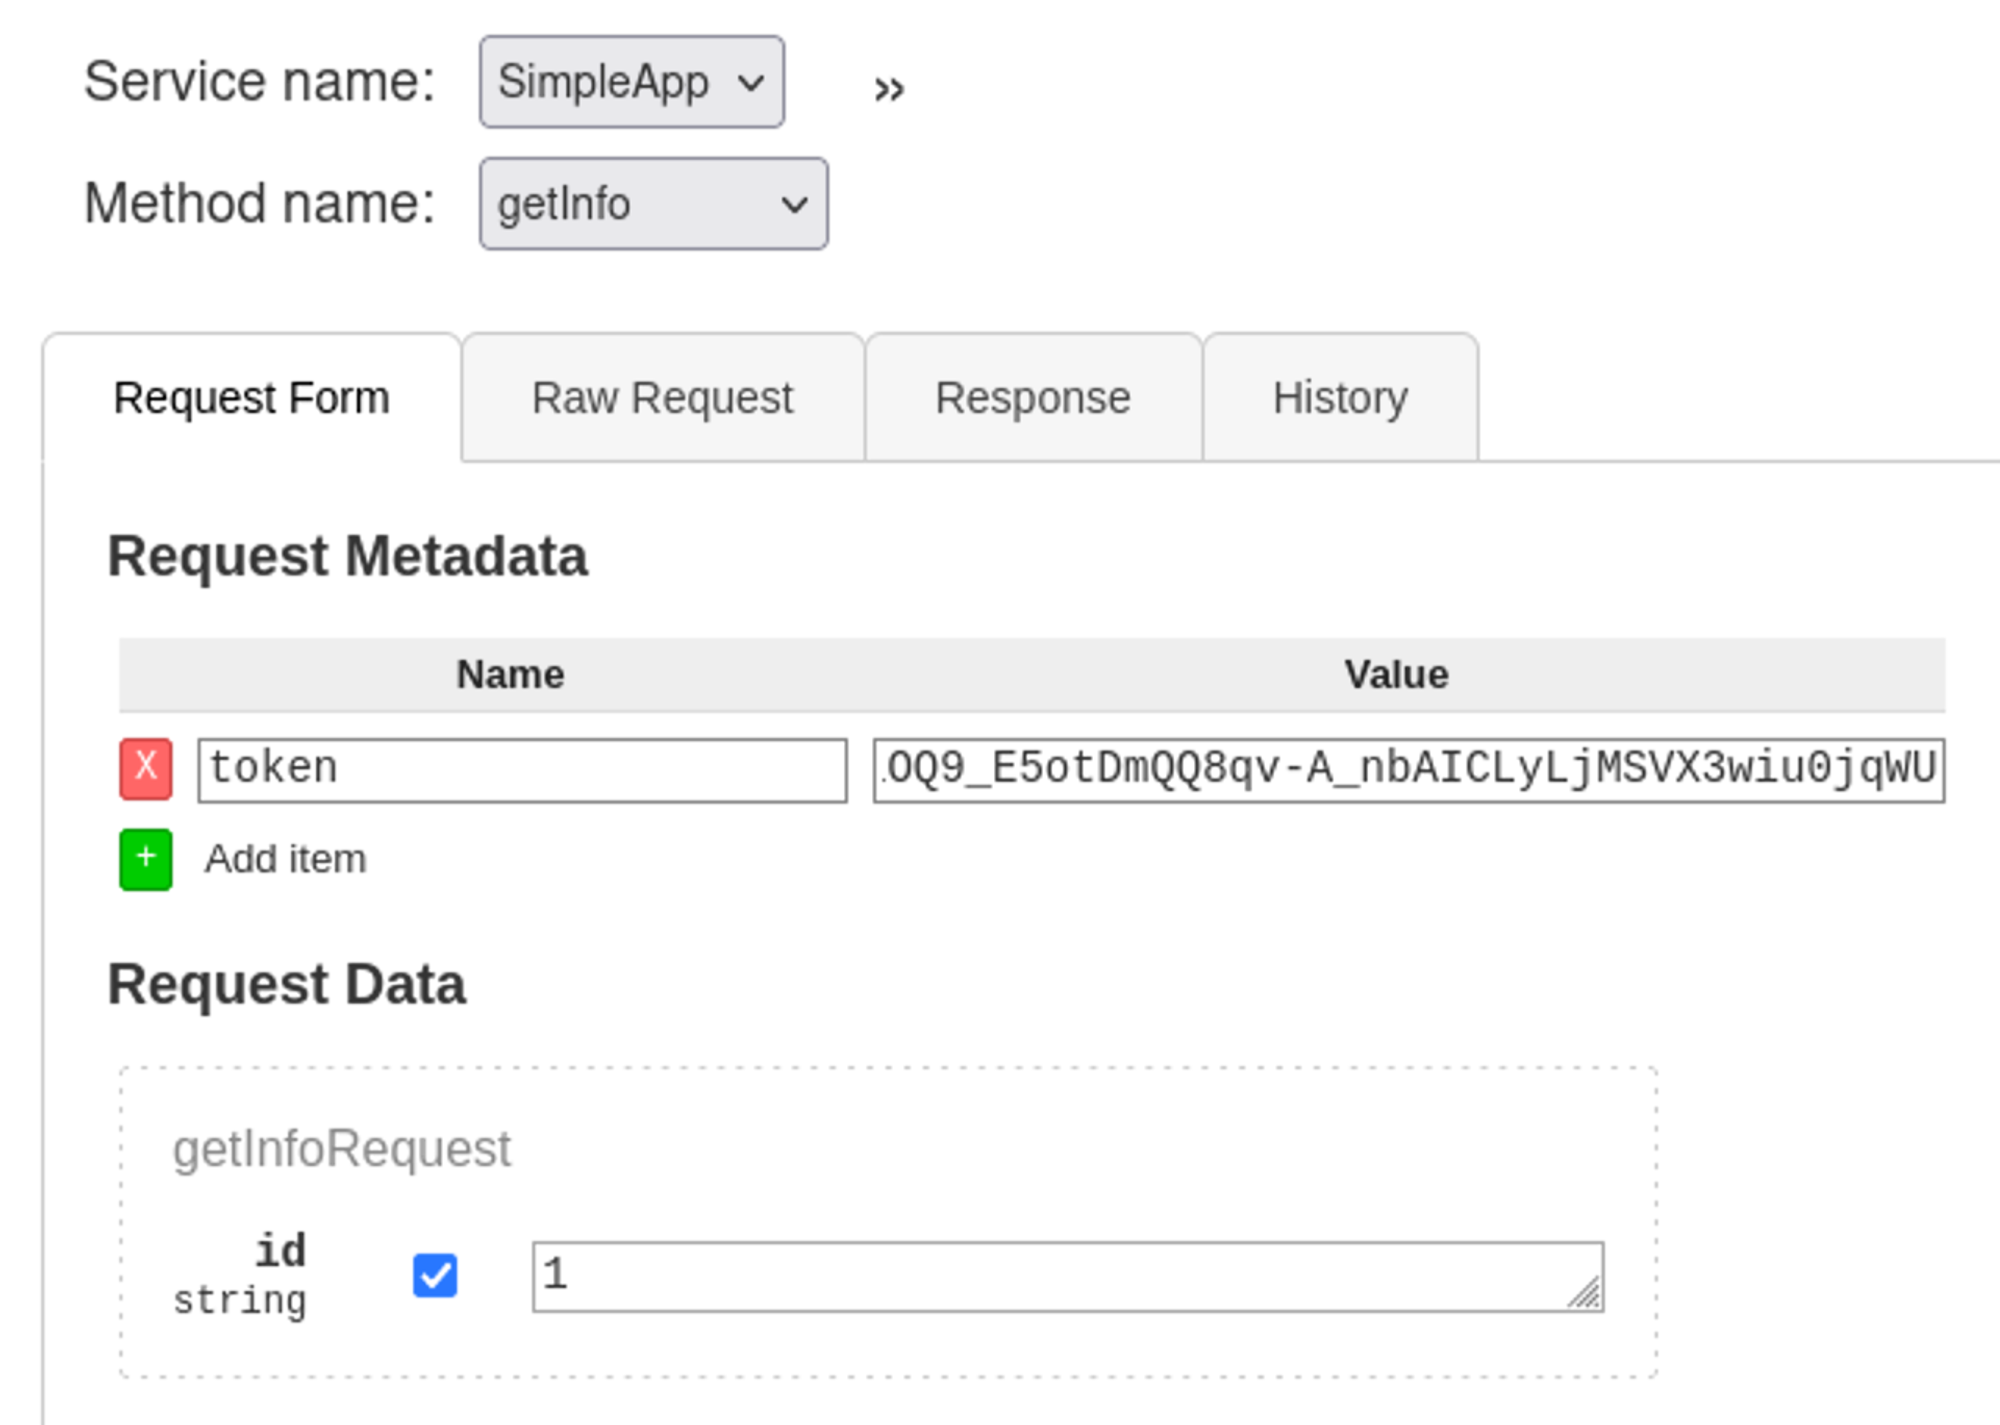 Service name: SimpleApp »
Method name: getInfo
Request Form Raw Request Response History
Request Metadata
Name Value
X token .OQ9_E5otDmQQ8qv-A_nbAICLyLjMSVX3wiu0jqWU
+ Add item
Request Data
getInfoRequest
id
string 1